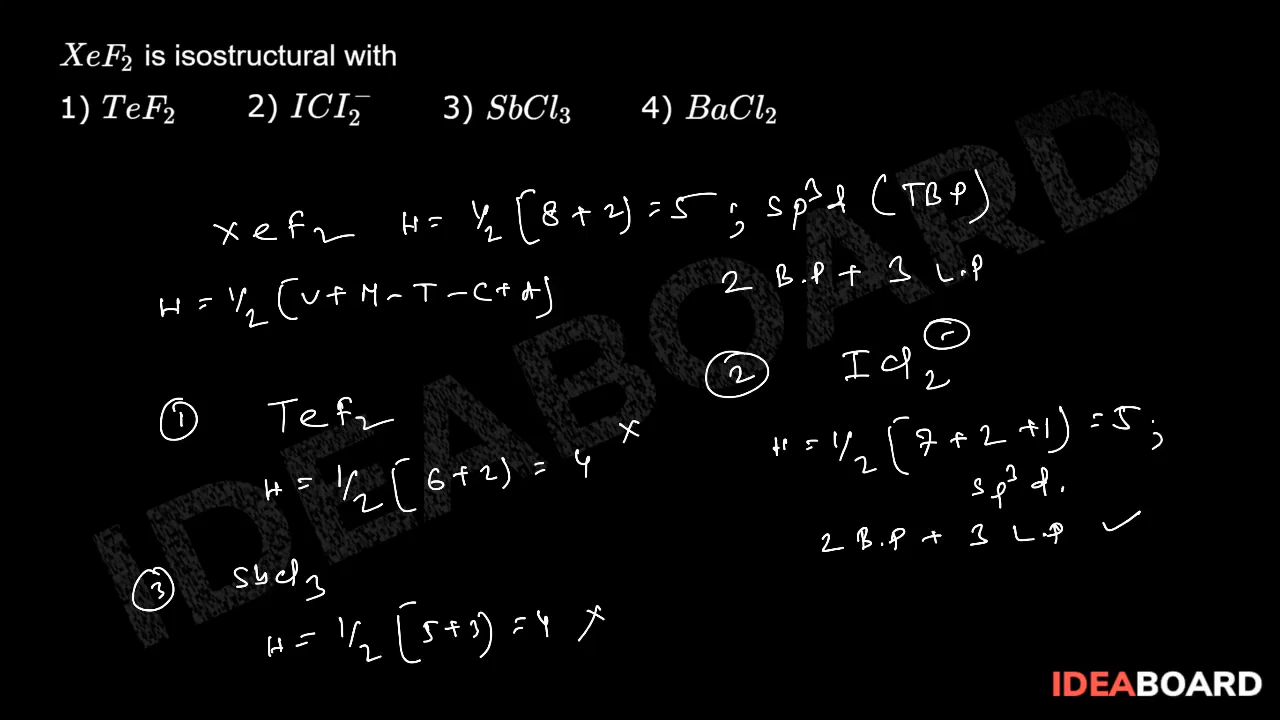 XeF₂ is isostructural with
1) TeF₂ 2) ICI₂⁻ 3) SbCl₃ 4) BaCl₂
XeF₂ H = 1/2 [8 + 2] = 5 ; sp³d (TBP)
H = 1/2 [V + M - T - C + A]
2 B.P + 3 L.P
① TeF₂ ×
H = 1/2 [6 + 2] = 4
② ICl₂⁻
H = 1/2 [7 + 2 + 1] = 5 ;
sp³d.
2 B.P + 3 L.P ✓
③ SbCl₃
H = 1/2 [5 + 3] = 4 ×
IDEABOARD
IDEABOARD